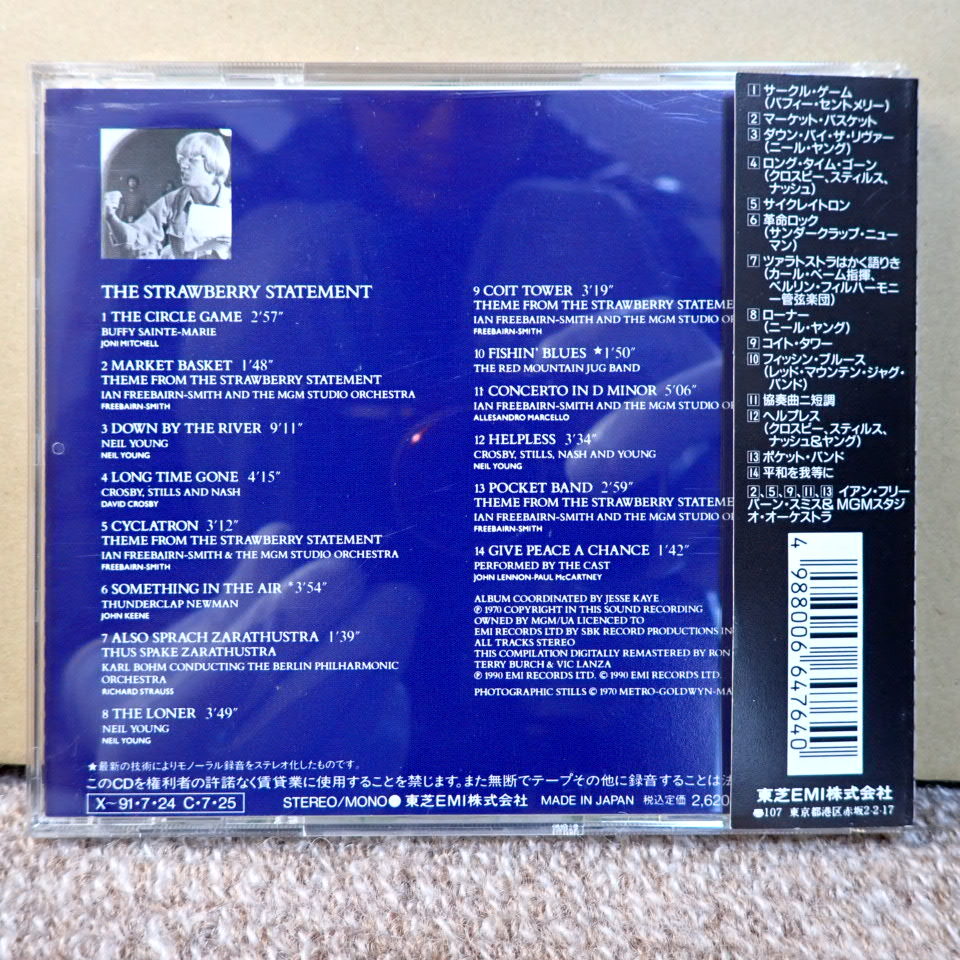 THE STRAWBERRY STATEMENT
1 THE CIRCLE GAME 2'57"
BUFFY SAINTE-MARIE
JONI MITCHELL
2 MARKET BASKET 1'48"
THEME FROM THE STRAWBERRY STATEMENT
IAN FREEBAIRN-SMITH AND THE MGM STUDIO ORCHESTRA
FREEBAIRN-SMITH
3 DOWN BY THE RIVER 9'11"
NEIL YOUNG
NEIL YOUNG
4 LONG TIME GONE 4'15"
CROSBY, STILLS AND NASH
DAVID CROSBY
5 CYCLATRON 3'12"
THEME FROM THE STRAWBERRY STATEMENT
IAN FREEBAIRN-SMITH & THE MGM STUDIO ORCHESTRA
FREEBAIRN-SMITH
6 SOMETHING IN THE AIR *3'54"
THUNDERCLAP NEWMAN
JOHN KEENE
7 ALSO SPRACH ZARATHUSTRA 1'39"
THUS SPAKE ZARATHUSTRA
KARL BOHM CONDUCTING THE BERLIN PHILHARMONIC
ORCHESTRA
RICHARD STRAUSS
8 THE LONER 3'49"
NEIL YOUNG
NEIL YOUNG
9 COIT TOWER 3'19"
THEME FROM THE STRAWBERRY STATEME
IAN FREEBAIRN-SMITH AND THE MGM STUDIO OR
FREEBAIRN-SMITH
10 FISHIN' BLUES ★1'50"
THE RED MOUNTAIN JUG BAND
11 CONCERTO IN D MINOR 5'06"
IAN FREEBAIRN-SMITH AND THE MGM STUDIO O
ALLESANDRO MARCELLO
12 HELPLESS 3'34"
CROSBY, STILLS, NASH AND YOUNG
NEIL YOUNG
13 POCKET BAND 2'59"
THEME FROM THE STRAWBERRY STATEME
IAN FREEBAIRN-SMITH AND THE MGM STUDIO O
FREEBAIRN-SMITH
14 GIVE PEACE A CHANCE 1'42"
PERFORMED BY THE CAST
JOHN LENNON-PAUL McCARTNEY
ALBUM COORDINATED BY JESSE KAYE
℗ 1970 COPYRIGHT IN THIS SOUND RECORDING
OWNED BY MGM/UA LICENCED TO
EMI RECORDS LTD BY SBK RECORD PRODUCTIONS IN
ALL TRACKS STEREO
THIS COMPILATION DIGITALLY REMASTERED BY RON
TERRY BURCH & VIC LANZA
℗ 1990 EMI RECORDS LTD. © 1990 EMI RECORDS LTD.
PHOTOGRAPHIC STILLS © 1970 METRO-GOLDWYN-MA
★最新の技術によりモノーラル録音をステレオ化したものです。
このCDを権利者の許諾なく賃貸業に使用することを禁じます。また無断でテープその他に録音することは法
X-91・7・24 C・7・25 STEREO/MONO● 東芝EMI株式会社 MADE IN JAPAN 税込定価 2,620
1 サークル・ゲーム
(バフィー・セントメリー)
2 マーケット・バスケット
3 ダウン・バイ・ザ・リヴァー
(ニール・ヤング)
4 ロング・タイム・ゴーン
(クロスビー、スティルス、
ナッシュ)
5 サイクレイトロン
6 革命ロック
(サンダークラップ・ニュー
マン)
7 ツァラトストラはかく語りき
(カール・ベーム指揮、
ベルリン・フィルハーモニ
ー管弦楽団)
8 ローナー
(ニール・ヤング)
9 コイト・タワー
10 フィッシン・ブルース
(レッド・マウンテン・ジャグ・
バンド)
11 協奏曲ニ短調
12 ヘルプレス
(クロスビー、スティルス、
ナッシュ&ヤング)
13 ポケット・バンド
14 平和を我等に
2、5、9、11、13 イアン・フリー
バーン・スミス& MGMスタジ
オ・オーケストラ
4 988006 647640
東芝EMI株式会社
●107 東京都港区赤坂2-2-17